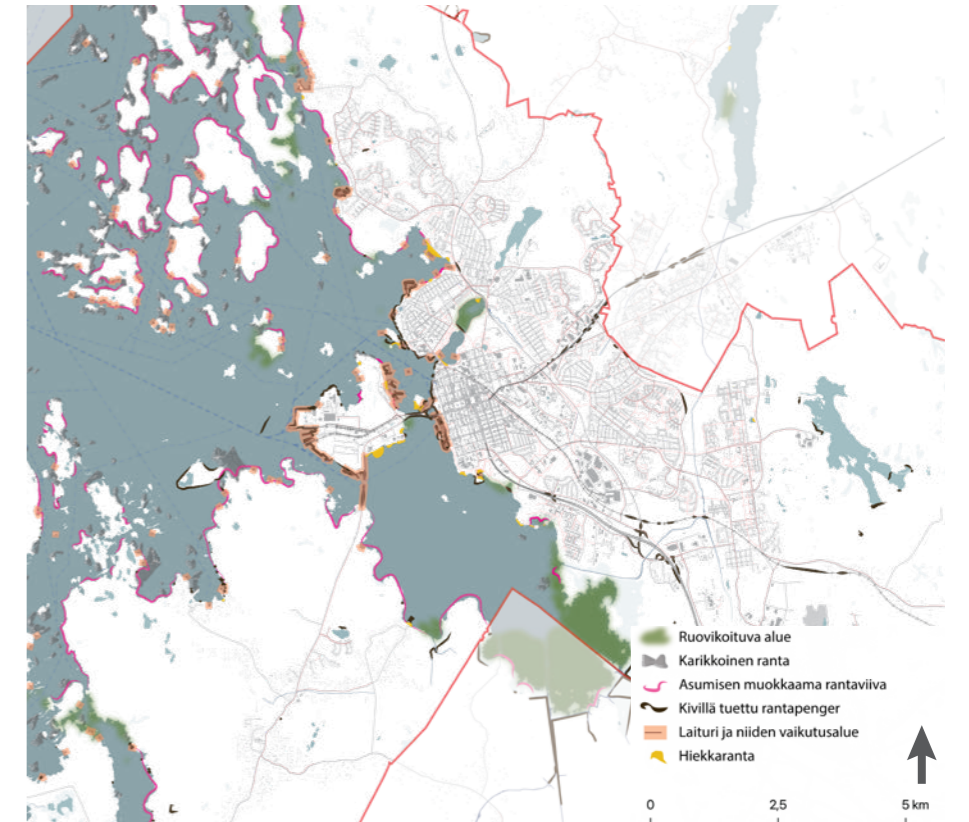 Ruovikoituva alue
Karikkoinen ranta
Asumisen muokkaama rantaviiva
Kivillä tuettu rantapenger
Laituri ja niiden vaikutusalue
Hiekkaranta
0 2,5 5 km